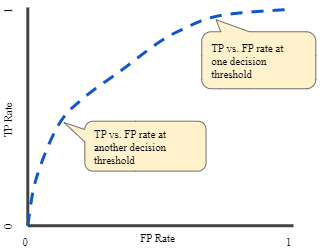 1
TP vs. FP rate at
one decision
threshold
TP Rate
TP vs. FP rate at
another decision
threshold
0
0
FP Rate
1